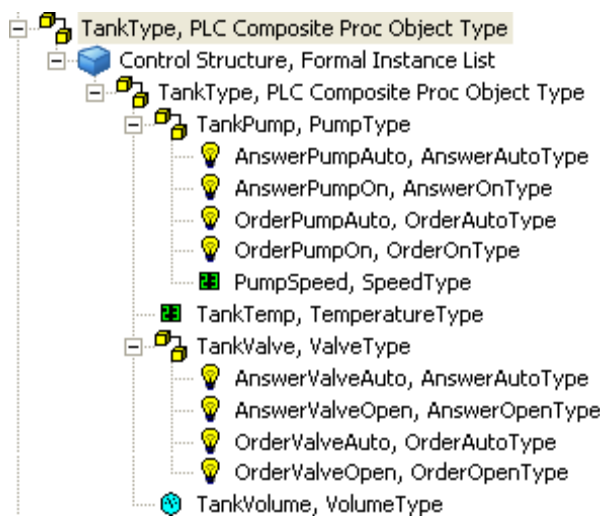 TankType, PLC Composite Proc Object Type
Control Structure, Formal Instance List
TankType, PLC Composite Proc Object Type
TankPump, PumpType
AnswerPumpAuto, AnswerAutoType
AnswerPumpOn, AnswerOnType
OrderPumpAuto, OrderAutoType
OrderPumpOn, OrderOnType
PumpSpeed, SpeedType
TankTemp, TemperatureType
TankValve, ValveType
AnswerValveAuto, AnswerAutoType
AnswerValveOpen, AnswerOpenType
OrderValveAuto, OrderAutoType
OrderValveOpen, OrderOpenType
TankVolume, VolumeType